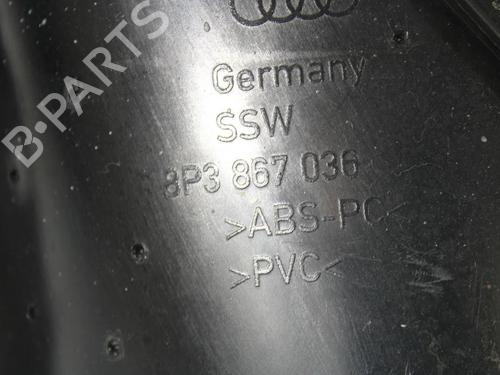 B-PARTS
Germany
SSW
8P3 867 036
>ABS-PC<
>PVC<